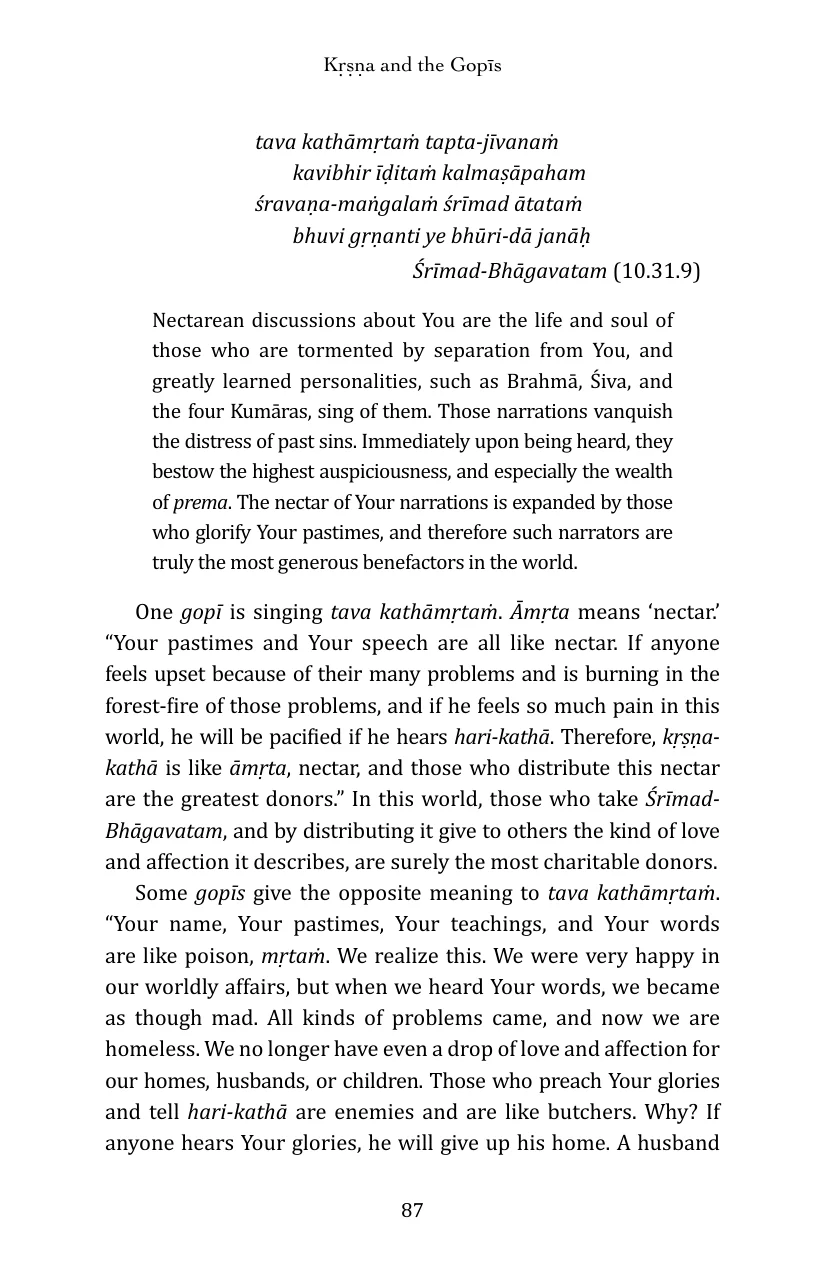 Kṛṣṇa and the Gopīs
tava kathāmṛtaṁ tapta-jīvanaṁ
kavibhir īḍitaṁ kalmaṣāpaham
śravaṇa-maṅgalaṁ śrīmad ātataṁ
bhuvi gṛṇanti ye bhūri-dā janāḥ
Śrīmad-Bhāgavatam (10.31.9)
Nectarean discussions about You are the life and soul of
those who are tormented by separation from You, and
greatly learned personalities, such as Brahmā, Śiva, and
the four Kumāras, sing of them. Those narrations vanquish
the distress of past sins. Immediately upon being heard, they
bestow the highest auspiciousness, and especially the wealth
of prema. The nectar of Your narrations is expanded by those
who glorify Your pastimes, and therefore such narrators are
truly the most generous benefactors in the world.
One gopī is singing tava kathāmṛtaṁ. Āmṛta means ‘nectar.’
“Your pastimes and Your speech are all like nectar. If anyone
feels upset because of their many problems and is burning in the
forest-fire of those problems, and if he feels so much pain in this
world, he will be pacified if he hears hari-kathā. Therefore, kṛṣṇa-
kathā is like āmṛta, nectar, and those who distribute this nectar
are the greatest donors.” In this world, those who take Śrīmad-
Bhāgavatam, and by distributing it give to others the kind of love
and affection it describes, are surely the most charitable donors.
Some gopīs give the opposite meaning to tava kathāmṛtaṁ.
“Your name, Your pastimes, Your teachings, and Your words
are like poison, mṛtaṁ. We realize this. We were very happy in
our worldly affairs, but when we heard Your words, we became
as though mad. All kinds of problems came, and now we are
homeless. We no longer have even a drop of love and affection for
our homes, husbands, or children. Those who preach Your glories
and tell hari-kathā are enemies and are like butchers. Why? If
anyone hears Your glories, he will give up his home. A husband
87